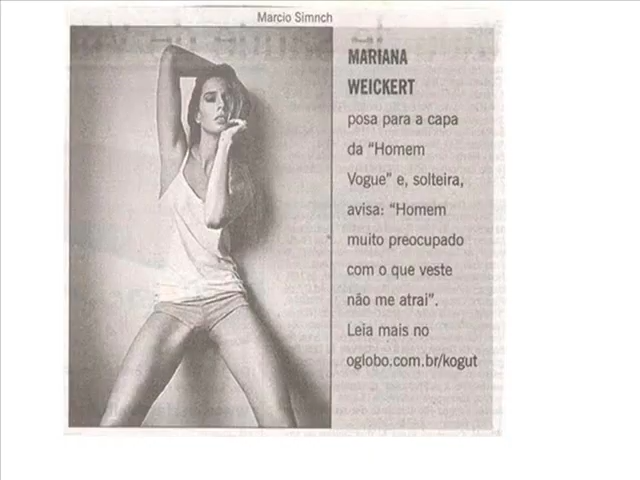 Marcio Simnch
MARIANA
WEICKERT
posa para a capa
da “Homem
Vogue” e, solteira,
avisa: “Homem
muito preocupado
com o que veste
não me atrai”.
Leia mais no
oglobo.com.br/kogut